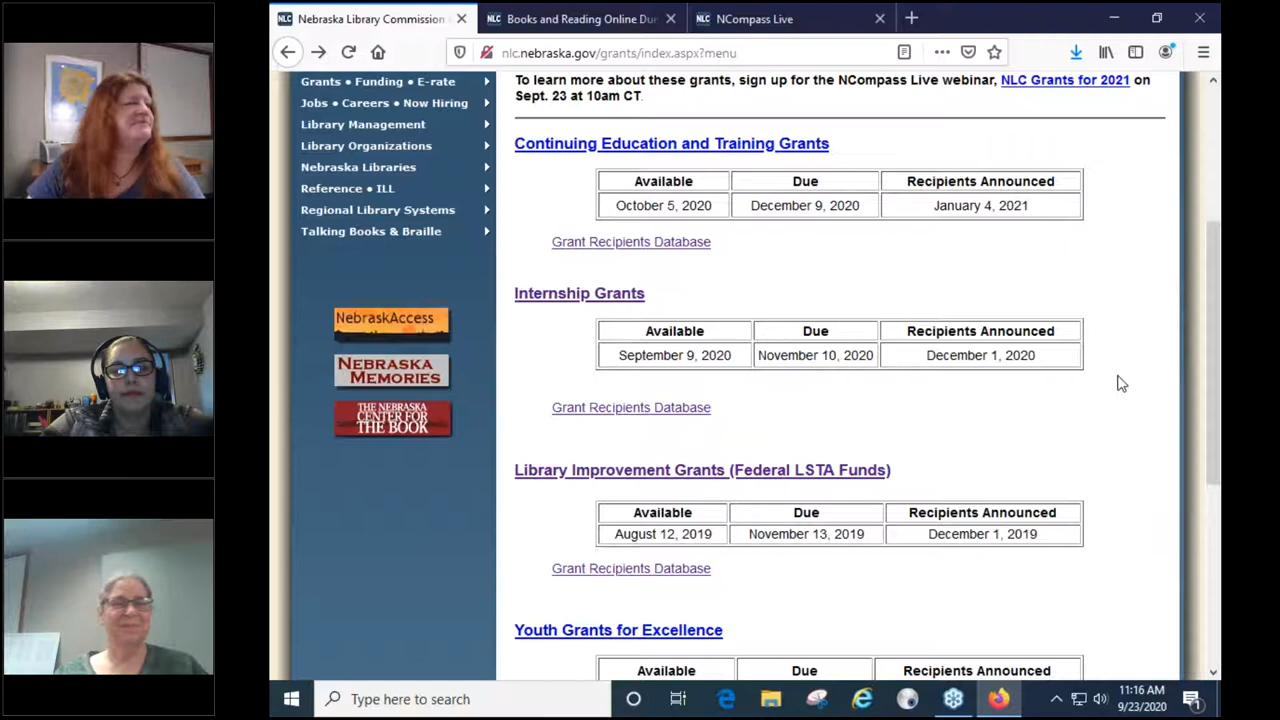 Nebraska Library Commission
Books and Reading Online Du
NCompass Live
nlc.nebraska.gov/grants/index.aspx?menu
Grants • Funding • E-rate
Jobs • Careers • Now Hiring
Library Management
Library Organizations
Nebraska Libraries
Reference • ILL
Regional Library Systems
Talking Books & Braille
NebraskAccess
NEBRASKA
MEMORIES
THE NEBRASKA
CENTER FOR
THE BOOK
To learn more about these grants, sign up for the NCompass Live webinar, NLC Grants for 2021 on
Sept. 23 at 10am CT.
Continuing Education and Training Grants
Available Due Recipients Announced
October 5, 2020 December 9, 2020 January 4, 2021
Grant Recipients Database
Internship Grants
Available Due Recipients Announced
September 9, 2020 November 10, 2020 December 1, 2020
Grant Recipients Database
Library Improvement Grants (Federal LSTA Funds)
Available Due Recipients Announced
August 12, 2019 November 13, 2019 December 1, 2019
Grant Recipients Database
Youth Grants for Excellence
Available Due Recipients Announced
Type here to search
11:16 AM
9/23/2020
1